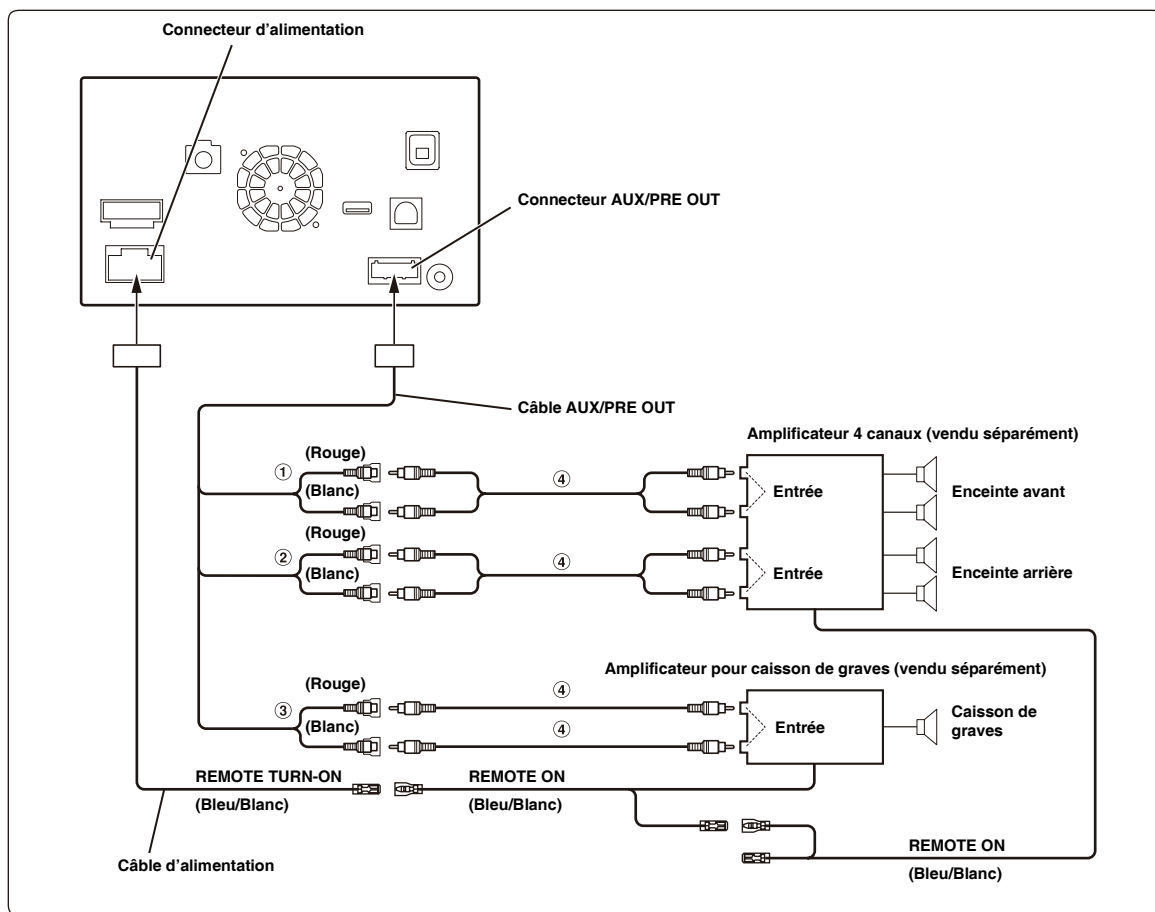 Connecteur d’alimentation
Connecteur AUX/PRE OUT
Câble AUX/PRE OUT
Amplificateur 4 canaux (vendu séparément)
(Rouge)
①
④
(Blanc)
Entrée
Enceinte avant
(Rouge)
②
④
(Blanc)
Entrée
Enceinte arrière
Amplificateur pour caisson de graves (vendu séparément)
(Rouge)
④
③
(Blanc)
④
Entrée
Caisson de
graves
REMOTE TURN-ON
(Bleu/Blanc)
REMOTE ON
(Bleu/Blanc)
REMOTE ON
(Bleu/Blanc)
Câble d’alimentation